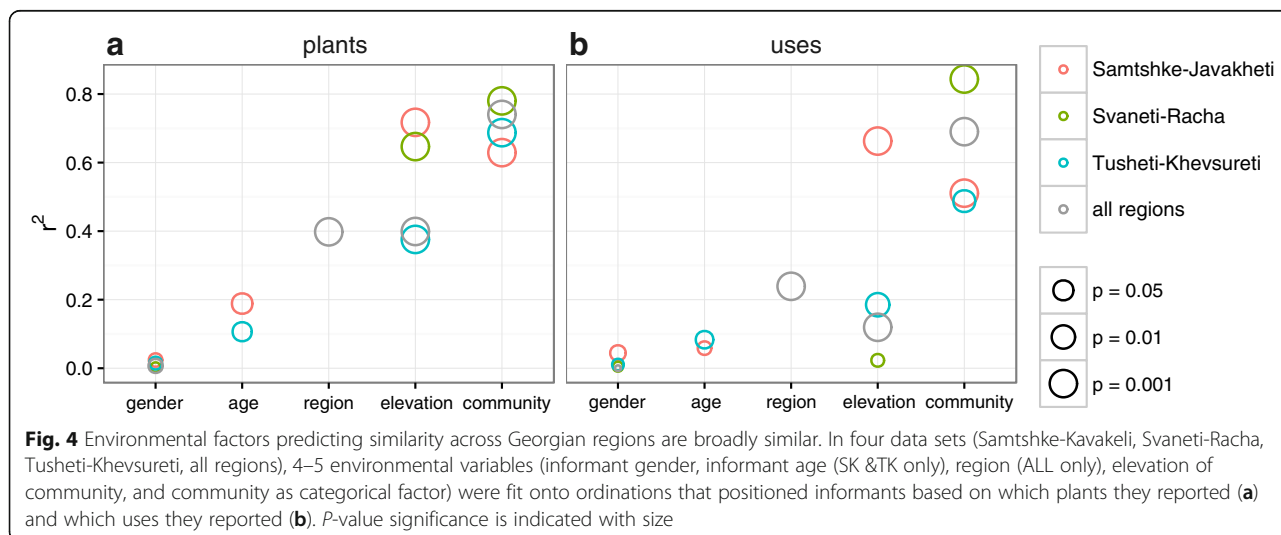 a
plants
b
uses
r2
0.8
0.6
0.4
0.2
0.0
gender age region elevation community
gender age region elevation community
Samtshke-Javakheti
Svaneti-Racha
Tusheti-Khevsureti
all regions
p = 0.05
p = 0.01
p = 0.001
Fig. 4 Environmental factors predicting similarity across Georgian regions are broadly similar. In four data sets (Samtshke-Kavakeli, Svaneti-Racha,
Tusheti-Khevsureti, all regions), 4–5 environmental variables (informant gender, informant age (SK &TK only), region (ALL only), elevation of
community, and community as categorical factor) were fit onto ordinations that positioned informants based on which plants they reported (a)
and which uses they reported (b). P-value significance is indicated with size